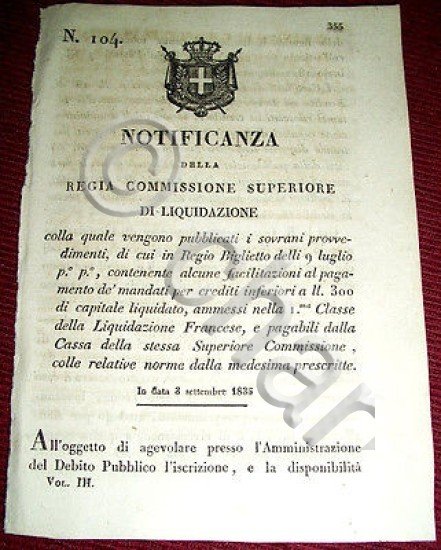 N. 104.
355
NOTIFICANZA
DELLA
REGIA COMMISSIONE SUPERIORE
DI LIQUIDAZIONE
colla quale vengono pubblicati i sovrani provve-
dimenti, di cui in Regio Biglietto delli 9 luglio
p.° p.°, contenente alcune facilitazioni al paga-
mento de' mandati per crediti inferiori a ll. 300
di capitale liquidato, ammessi nella 1.ma Classe
della Liquidazione Francese, e pagabili dalla
Cassa della stessa Superiore Commissione,
colle relative norme dalla medesima prescritte.
In data 3 settembre 1835
All'oggetto di agevolare presso l'Amministrazione
del Debito Pubblico l'iscrizione, e la disponibilità
Vol. III.